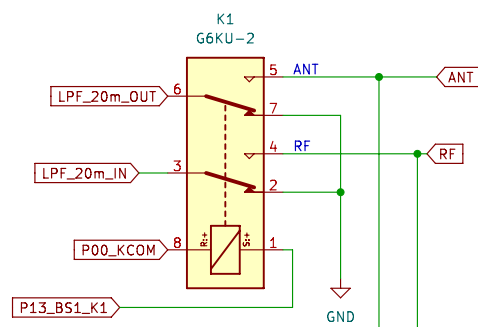 K1
G6KU-2
5 ANT
ANT
LPF_20m_OUT 6
7
4 RF
RF
LPF_20m_IN 3
2
R:+ S:+
P00_KCOM 8
1
P13_BS1_K1
GND